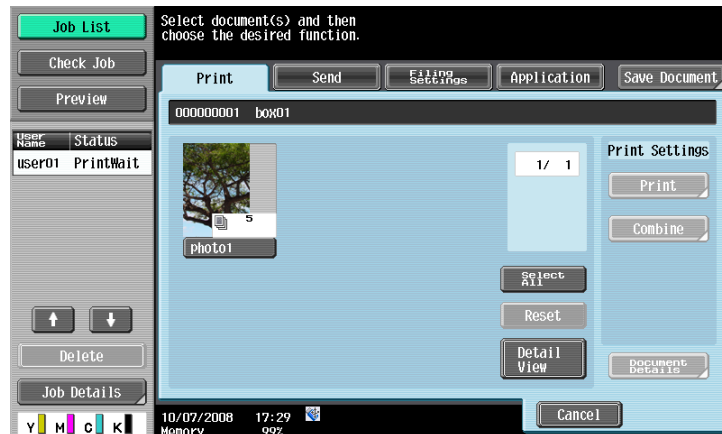 Job List
Check Job
Preview
User Name Status
user01 PrintWait
Delete
Job Details
Y M C K
Select document(s) and then
choose the desired function.
Print Send Filing Settings Application Save Document
000000001 box01
5
photo1
1/ 1
Select All
Reset
Detail
View
Print Settings
Print
Combine
Document Details
10/07/2008 17:29
Memory 99%
Cancel